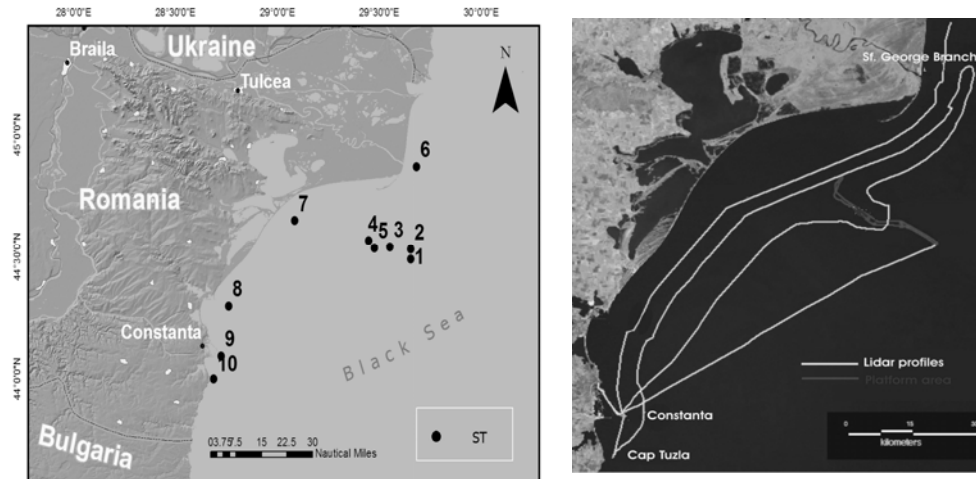 28°0'0"E 28°30'0"E 29°0'0"E 29°30'0"E 30°0'0"E
Ukraine
Braila
Tulcea
N
45°0'0"N
6
Romania
7
4 5 3 2
1
44°30'0"N
8
Black Sea
Constanta
9
10
44°0'0"N
Bulgaria
ST
03.757.5 15 22.5 30
Nautical Miles
Sf. George Branch
Lidar profiles
Platform area
Constanta
Cap Tuzla
0 15 30
kilometers